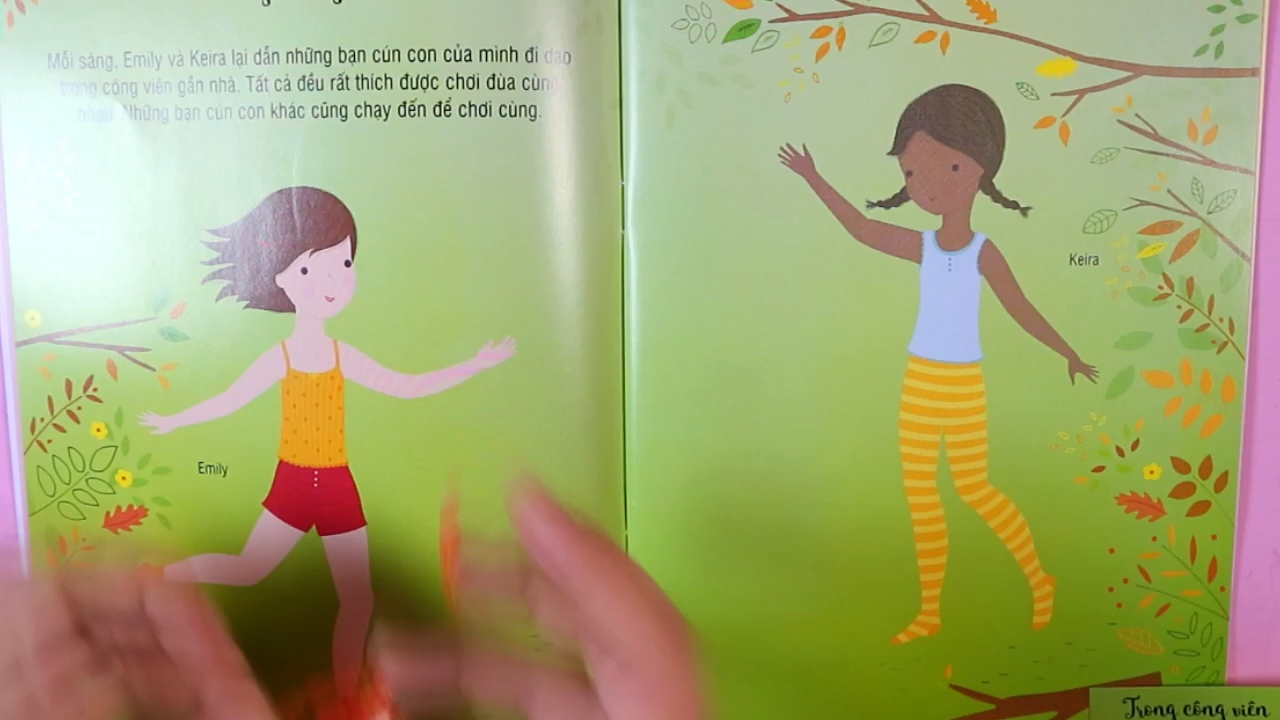 Mỗi sáng, Emily và Keira lại dẫn những bạn cún con của mình đi dạo
trong công viên gần nhà. Tất cả đều rất thích được chơi đùa cùng
nhau. Những bạn cún con khác cũng chạy đến để chơi cùng.
Keira
Emily
Trong công viên